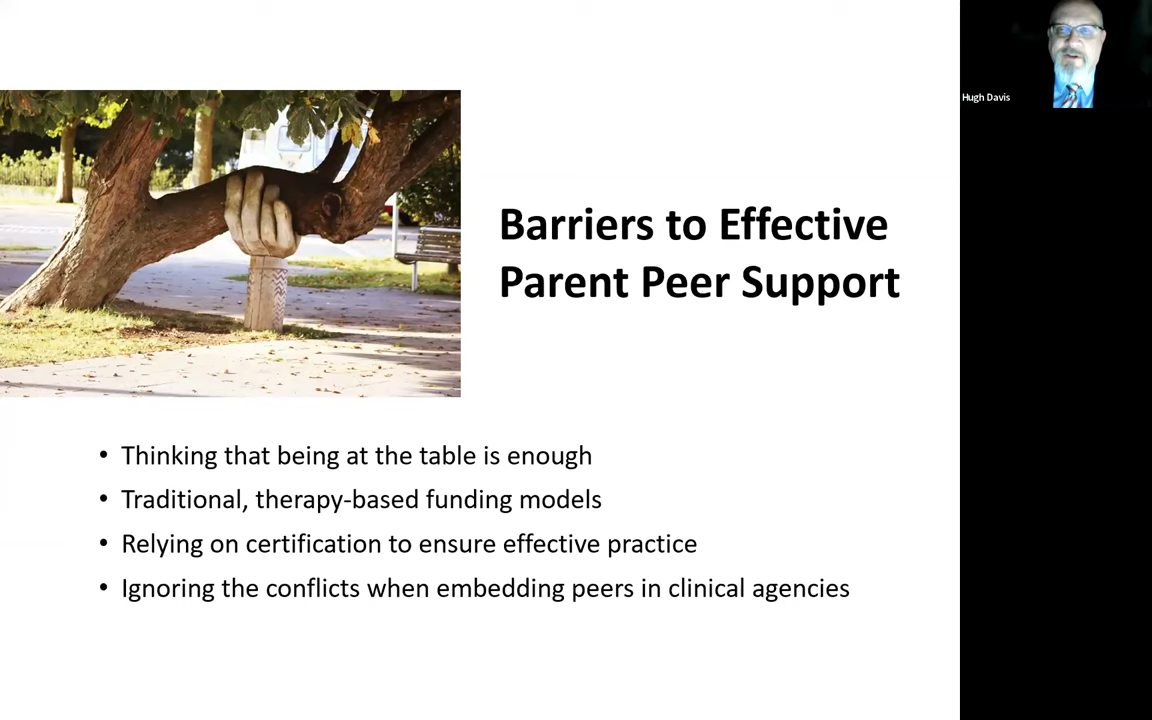 Hugh Davis
Barriers to Effective
Parent Peer Support
• Thinking that being at the table is enough
• Traditional, therapy-based funding models
• Relying on certification to ensure effective practice
• Ignoring the conflicts when embedding peers in clinical agencies